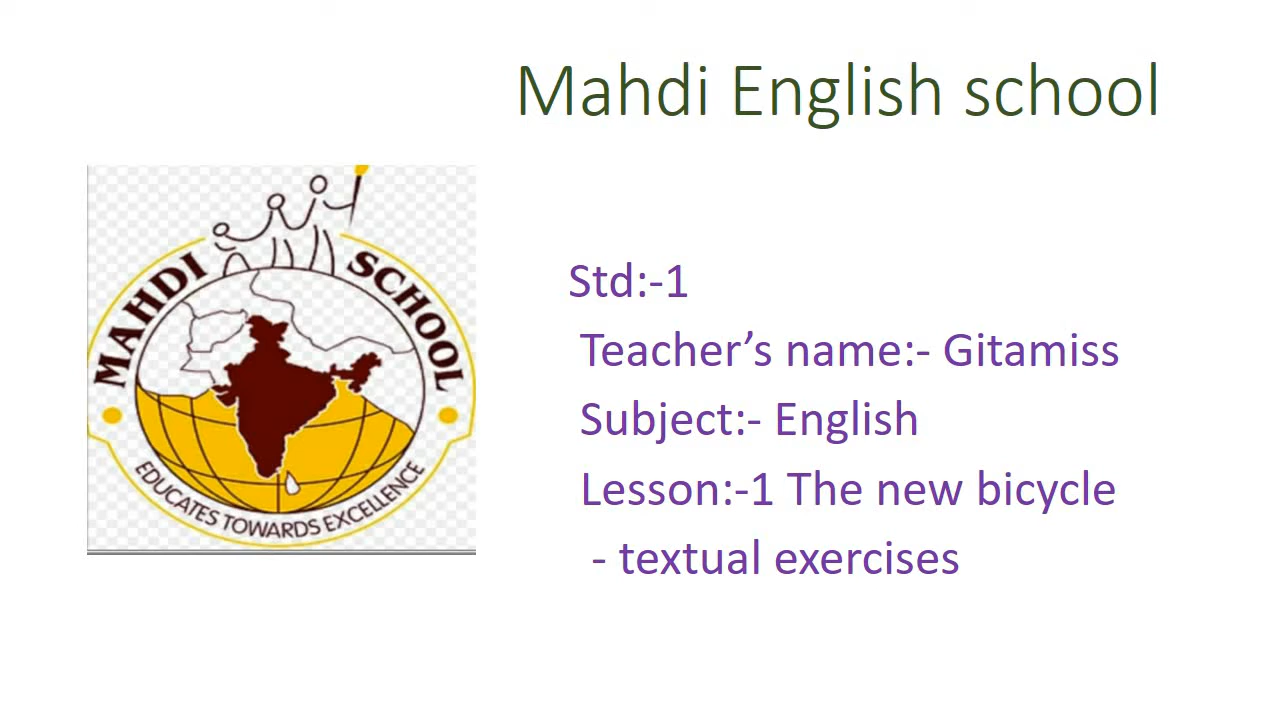 Mahdi English school
MAHDI SCHOOL
EDUCATES TOWARDS EXCELLENCE
Std:-1
Teacher’s name:- Gitamiss
Subject:- English
Lesson:-1 The new bicycle
- textual exercises